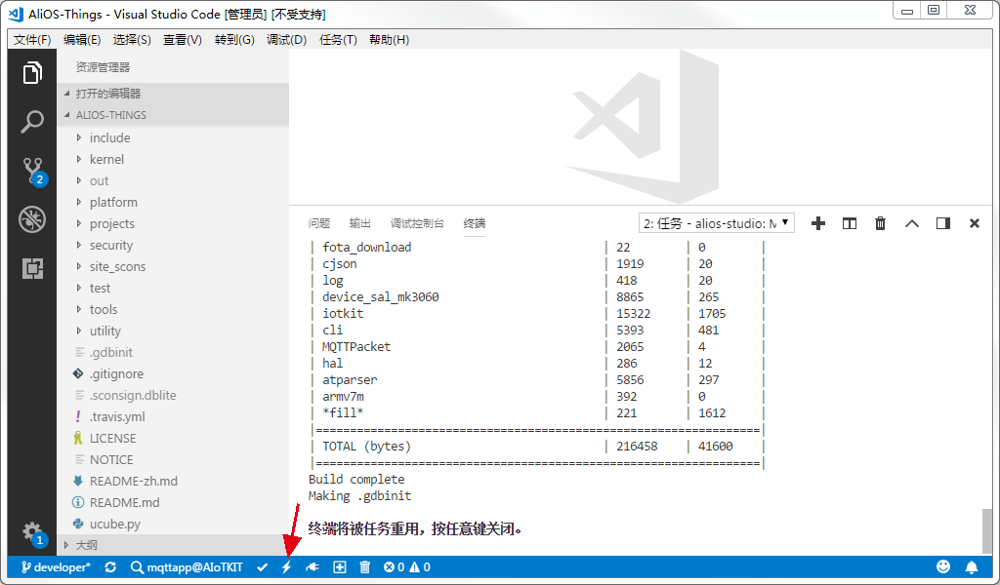 AliOS-Things - Visual Studio Code [管理员] [不受支持]
文件(F) 编辑(E) 选择(S) 查看(V) 转到(G) 调试(D) 任务(T) 帮助(H)
资源管理器
打开的编辑器
ALIOS-THINGS
include
kernel
out
platform
projects
security
site_scons
test
tools
utility
.gdbinit
.gitignore
.sconsign.dblite
.travis.yml
LICENSE
NOTICE
README-zh.md
README.md
ucube.py
大纲
2
1
问题 输出 调试控制台 终端 2: 任务 - alios-studio: M
| fota_download | 22 | 0 |
| cjson | 1919 | 20 |
| log | 418 | 20 |
| device_sal_mk3060 | 8865 | 265 |
| iotkit | 15322 | 1705 |
| cli | 5393 | 481 |
| MQTTPacket | 2065 | 4 |
| hal | 286 | 12 |
| atparser | 5856 | 297 |
| armv7m | 392 | 0 |
| *fill* | 221 | 1612 |
|=================================================================|
| TOTAL (bytes) | 216458 | 41600 |
|=================================================================|
Build complete
Making .gdbinit
终端将被任务重用，按任意键关闭。
developer* mqttapp@AIoTKIT 0 0